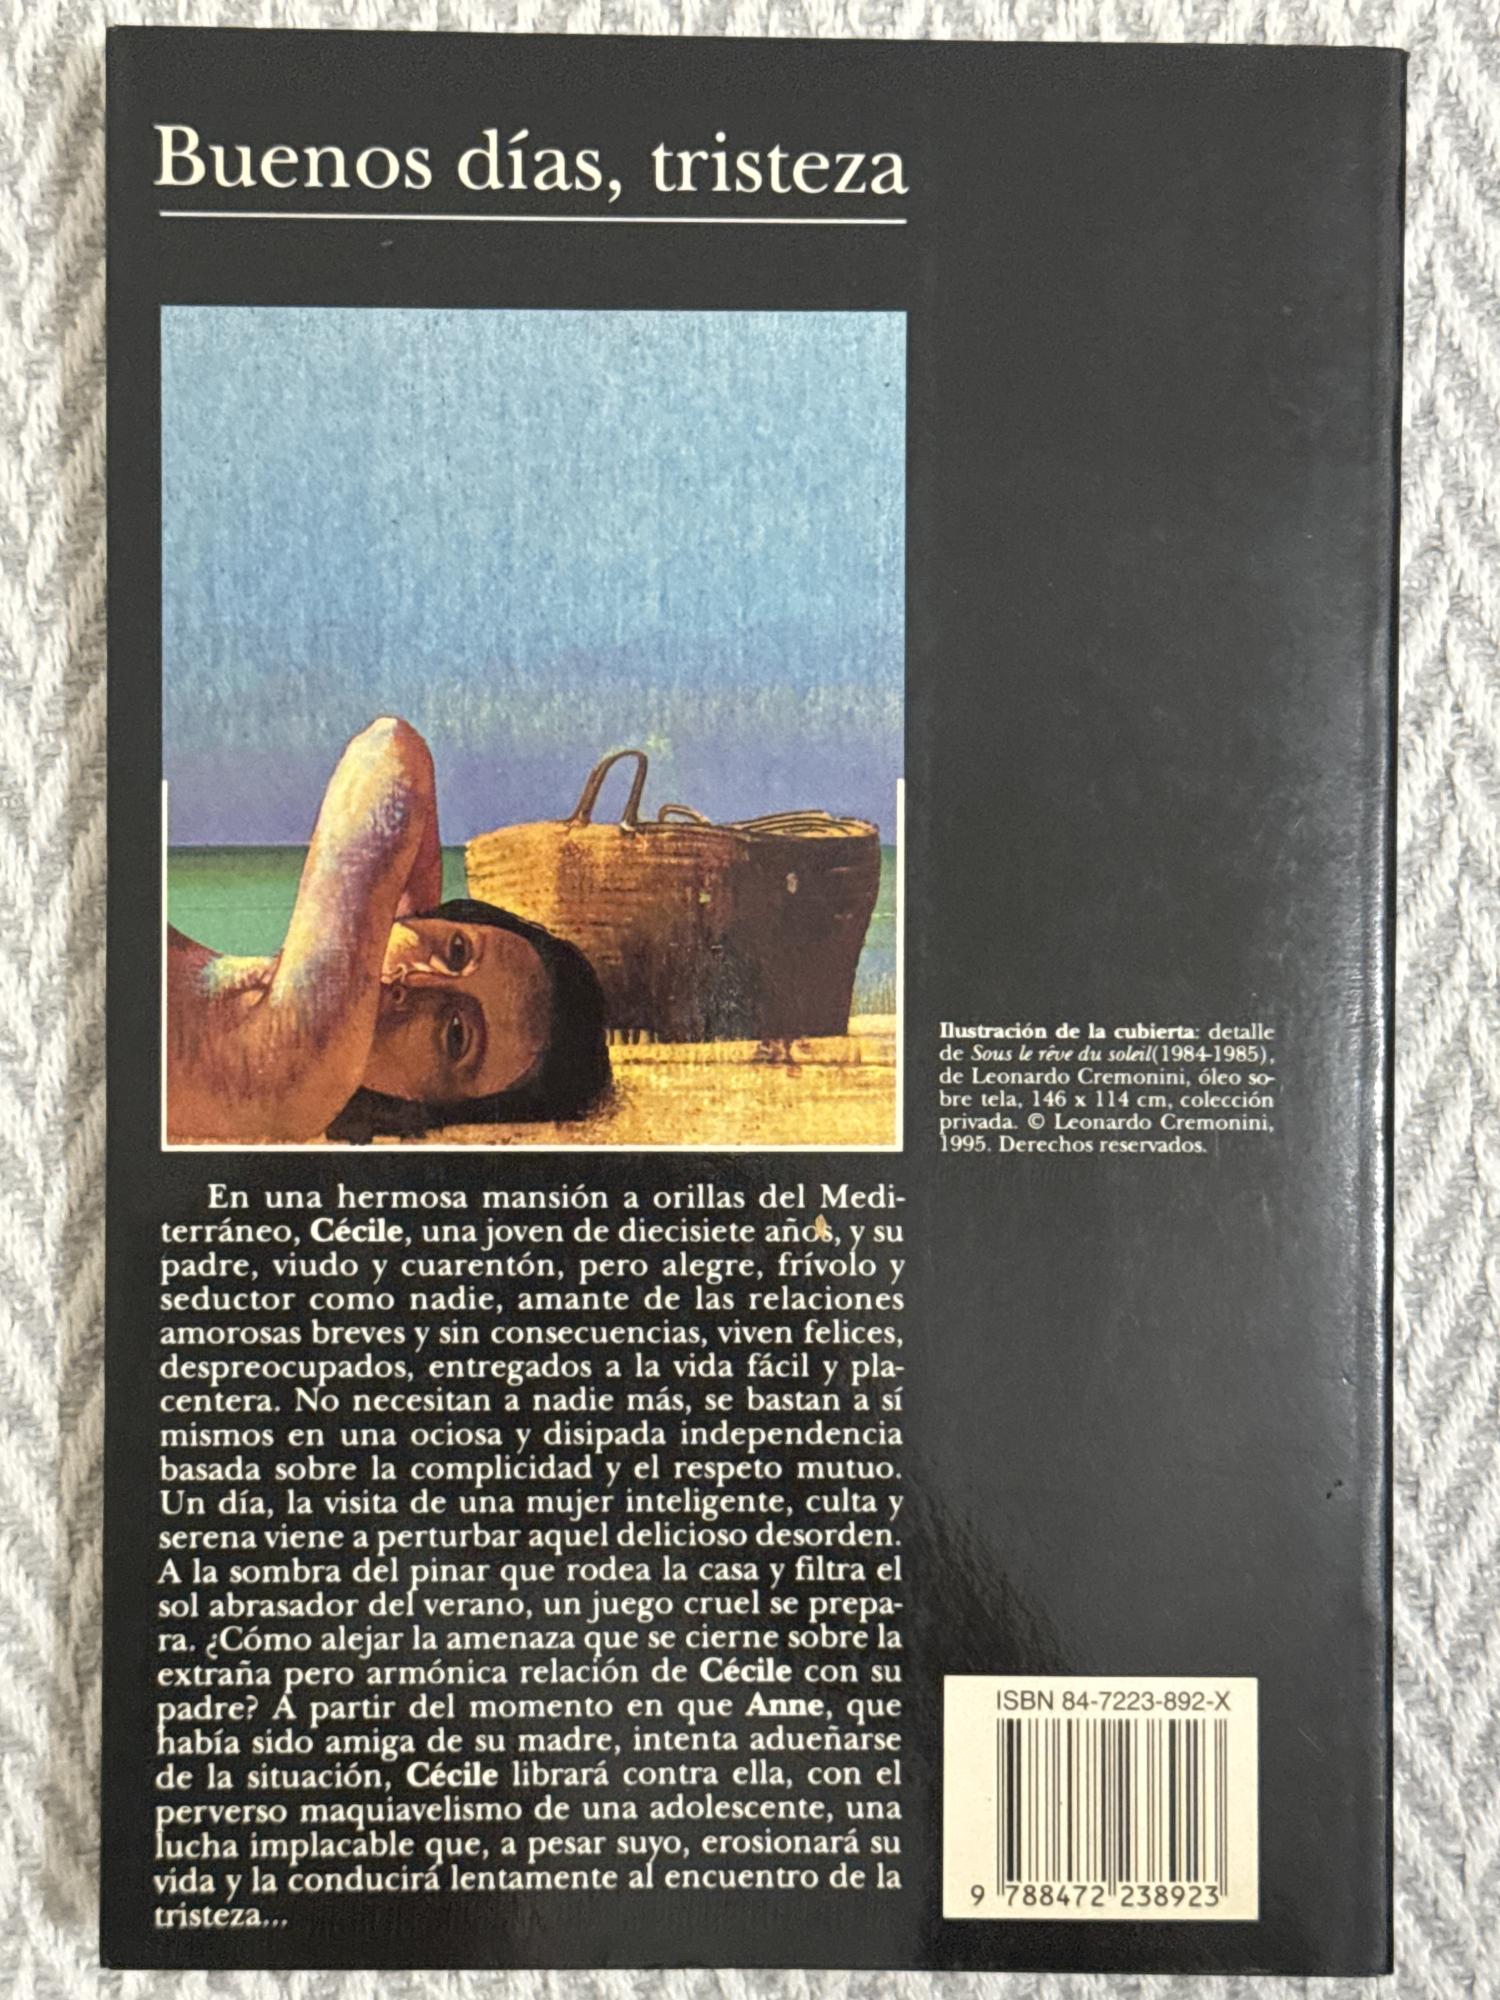 Buenos días, tristeza
Ilustración de la cubierta: detalle
de Sous le rêve du soleil(1984-1985),
de Leonardo Cremonini, óleo so-
bre tela, 146 x 114 cm, colección
privada. © Leonardo Cremonini,
1995. Derechos reservados.
En una hermosa mansión a orillas del Medi-
terráneo, Cécile, una joven de diecisiete años, y su
padre, viudo y cuarentón, pero alegre, frívolo y
seductor como nadie, amante de las relaciones
amorosas breves y sin consecuencias, viven felices,
despreocupados, entregados a la vida fácil y pla-
centera. No necesitan a nadie más, se bastan a sí
mismos en una ociosa y disipada independencia
basada sobre la complicidad y el respeto mutuo.
Un día, la visita de una mujer inteligente, culta y
serena viene a perturbar aquel delicioso desorden.
A la sombra del pinar que rodea la casa y filtra el
sol abrasador del verano, un juego cruel se prepa-
ra. ¿Cómo alejar la amenaza que se cierne sobre la
extraña pero armónica relación de Cécile con su
padre? A partir del momento en que Anne, que
había sido amiga de su madre, intenta adueñarse
de la situación, Cécile librará contra ella, con el
perverso maquiavelismo de una adolescente, una
lucha implacable que, a pesar suyo, erosionará su
vida y la conducirá lentamente al encuentro de la
tristeza...
ISBN 84-7223-892-X
9 788472 238923